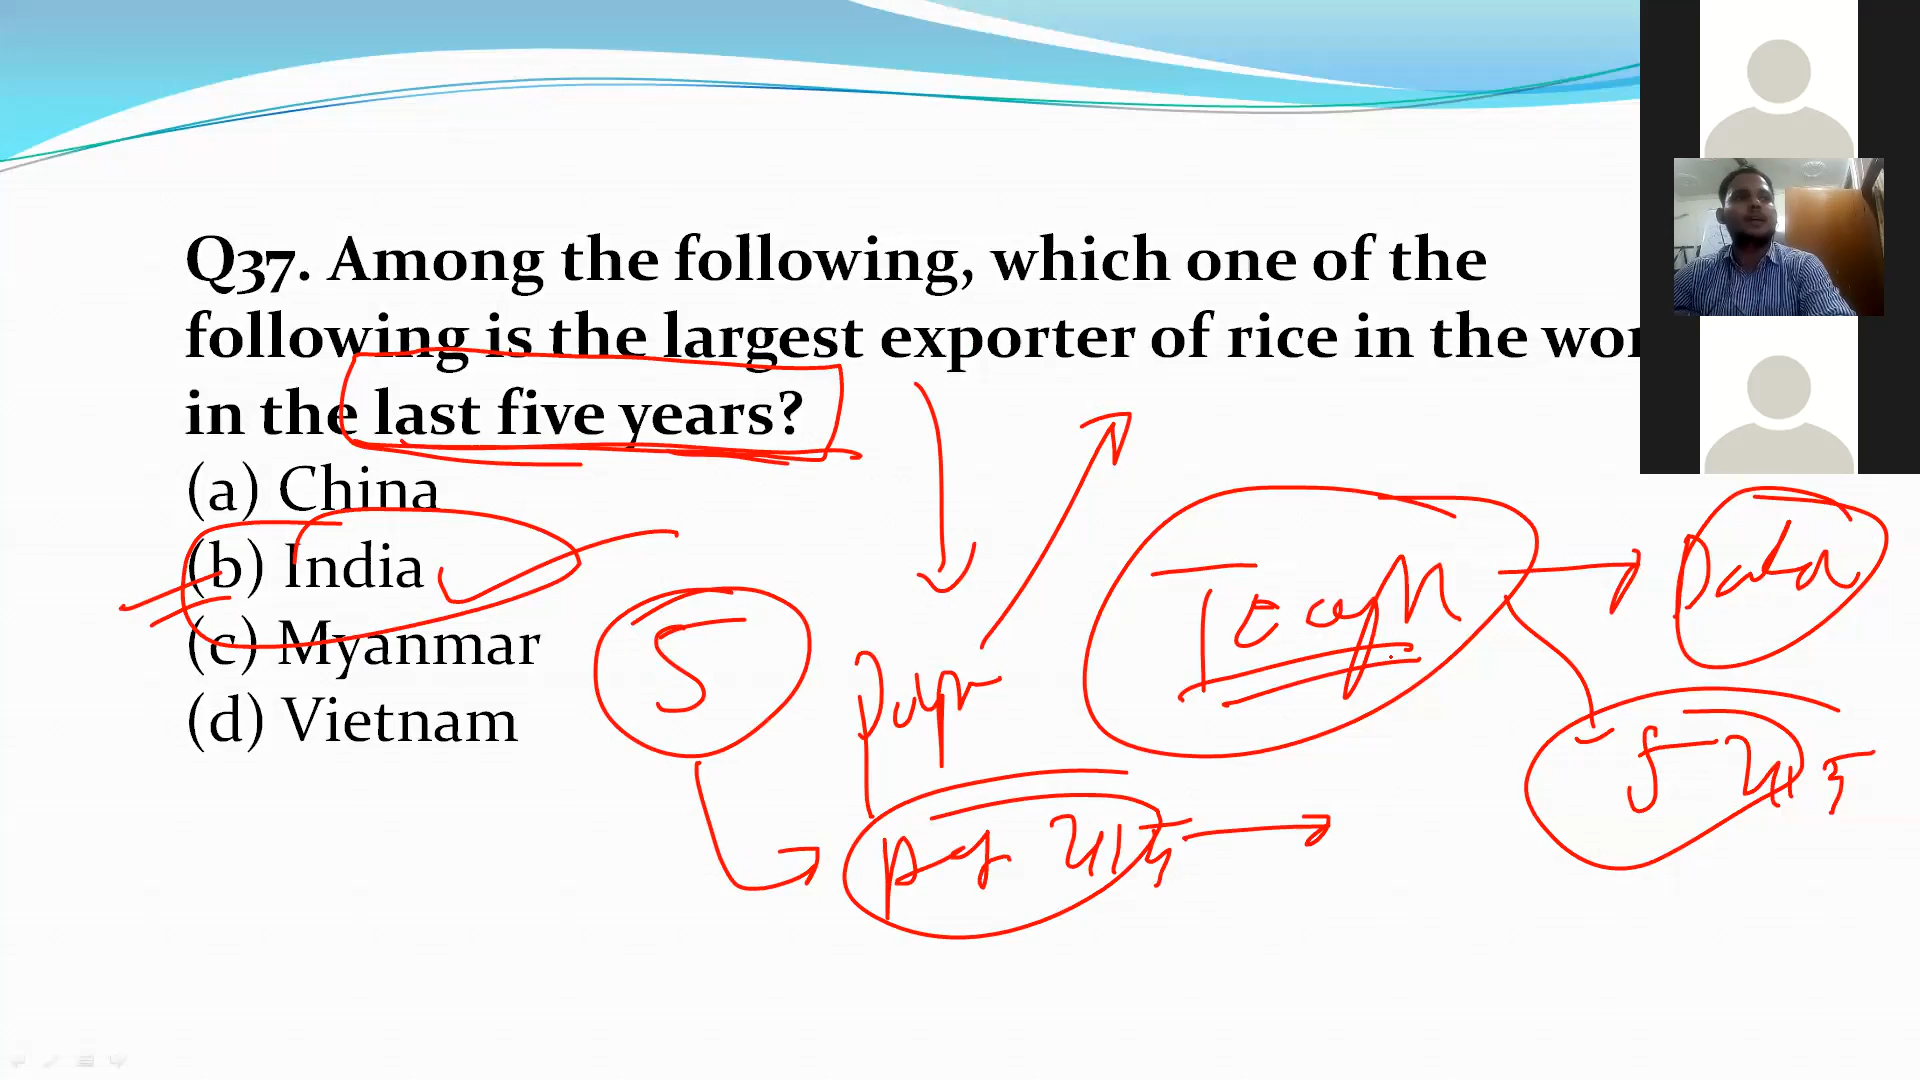 Q37. Among the following, which one of the
following is the largest exporter of rice in the wor
in the last five years?
(a) China
(b) India
(c) Myanmar
(d) Vietnam
5
Data